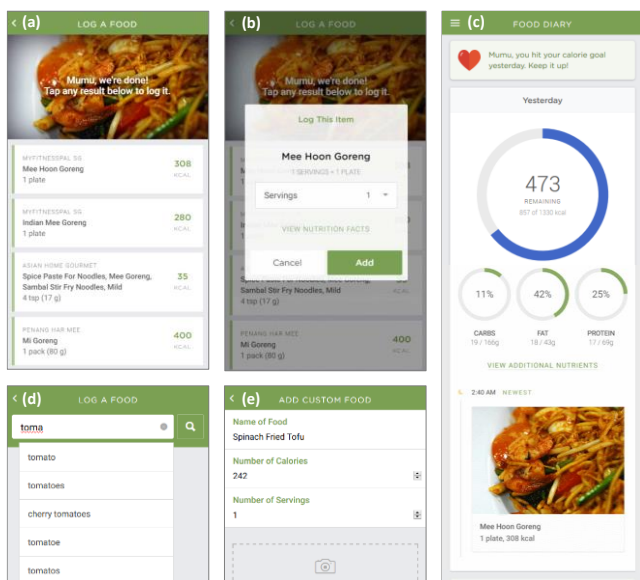 (a) LOG A FOOD
Mumu, we're done!
Tap any result below to log it.
MYFITNESSPAL SG
Mee Hoon Goreng
1 plate
308
KCAL
MYFITNESSPAL SG
Indian Mee Goreng
1 plate
280
KCAL
ASIAN HOME GOURMET
Spice Paste For Noodles, Mee Goreng,
Sambal Stir Fry Noodles, Mild
4 tsp (17 g)
35
KCAL
PENANG HAR MEE
Mi Goreng
1 pack (80 g)
400
KCAL
(b) LOG A FOOD
Mumu, we're done!
Tap any result below to log it.
Log This Item
Mee Hoon Goreng
1 SERVINGS = 1 PLATE
Servings 1
VIEW NUTRITION FACTS
Cancel Add
Sambal Stir Fry Noodles, Mild
4 tsp (17 g)
PENANG HAR MEE
Mi Goreng
1 pack (80 g)
400
KCAL
(c) FOOD DIARY
Mumu, you hit your calorie goal
yesterday. Keep it up!
Yesterday
473
REMAINING
857 of 1330 kcal
11% 42% 25%
CARBS FAT PROTEIN
19 / 166g 18 / 43g 17 / 69g
VIEW ADDITIONAL NUTRIENTS
2:40 AM NEWEST
Mee Hoon Goreng
1 plate, 308 kcal
(d) LOG A FOOD
toma
tomato
tomatoes
cherry tomatoes
tomatoe
tomatos
(e) ADD CUSTOM FOOD
Name of Food
Spinach Fried Tofu
Number of Calories
242
Number of Servings
1